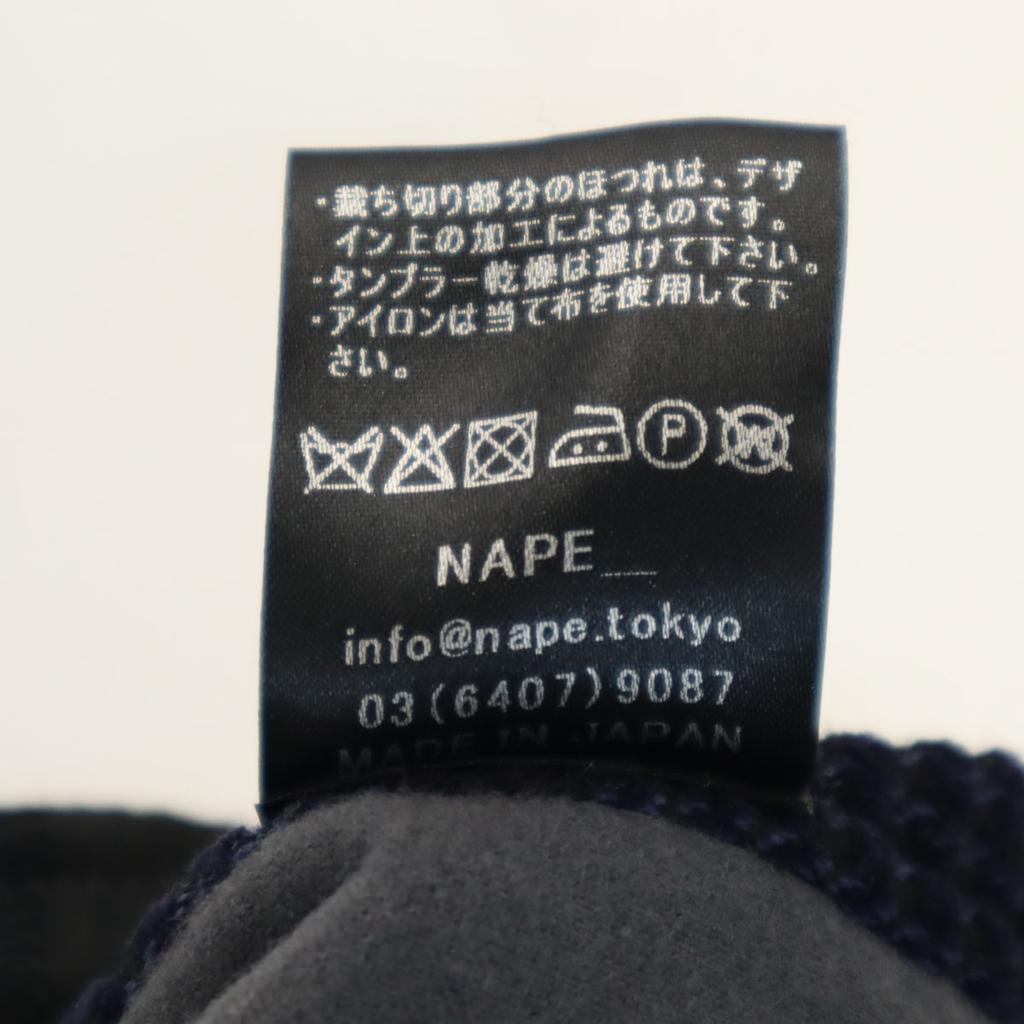 ・裁ち切り部分のほつれは、デザ
イン上の加工によるものです。
・タンブラー乾燥は避けて下さい。
・アイロンは当て布を使用して下
さい。
P W
NAPE__
info@nape.tokyo
03(6407)9087
MADE IN JAPAN